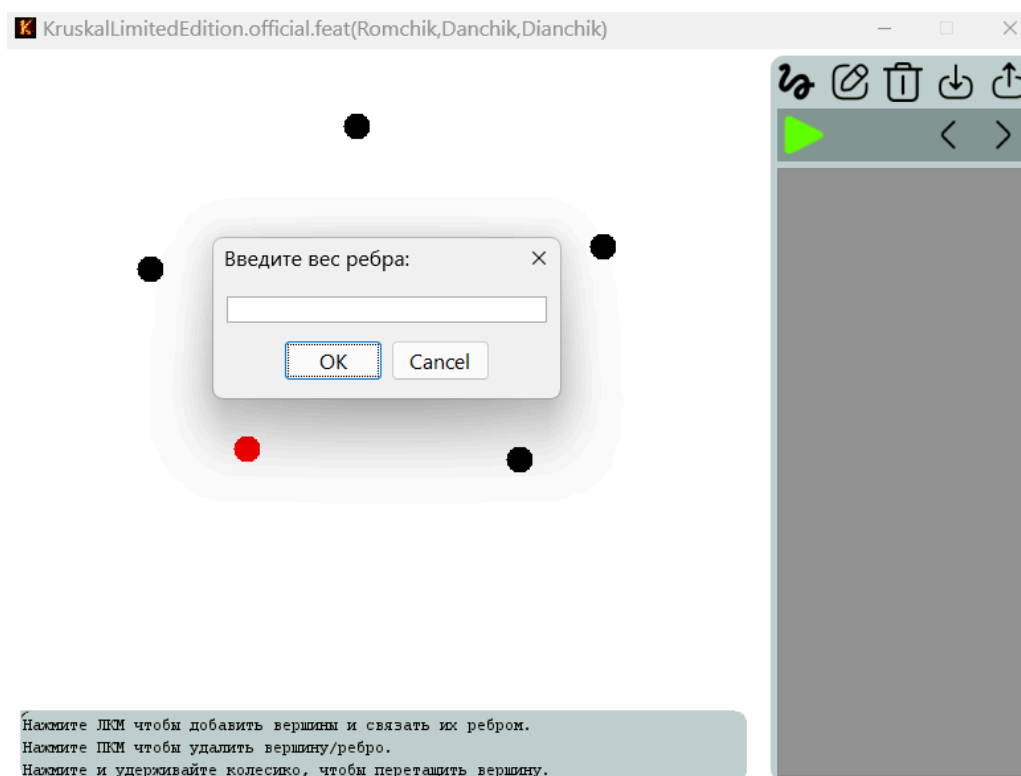 KruskalLimitedEdition.official.feat(Romchik,Danchik,Dianchik)
Введите вес ребра:
OK
Cancel
Нажмите ЛКМ чтобы добавить вершины и связать их ребром.
Нажмите ПКМ чтобы удалить вершину/ребро.
Нажмите и удерживайте колесико, чтобы перетащить вершину.